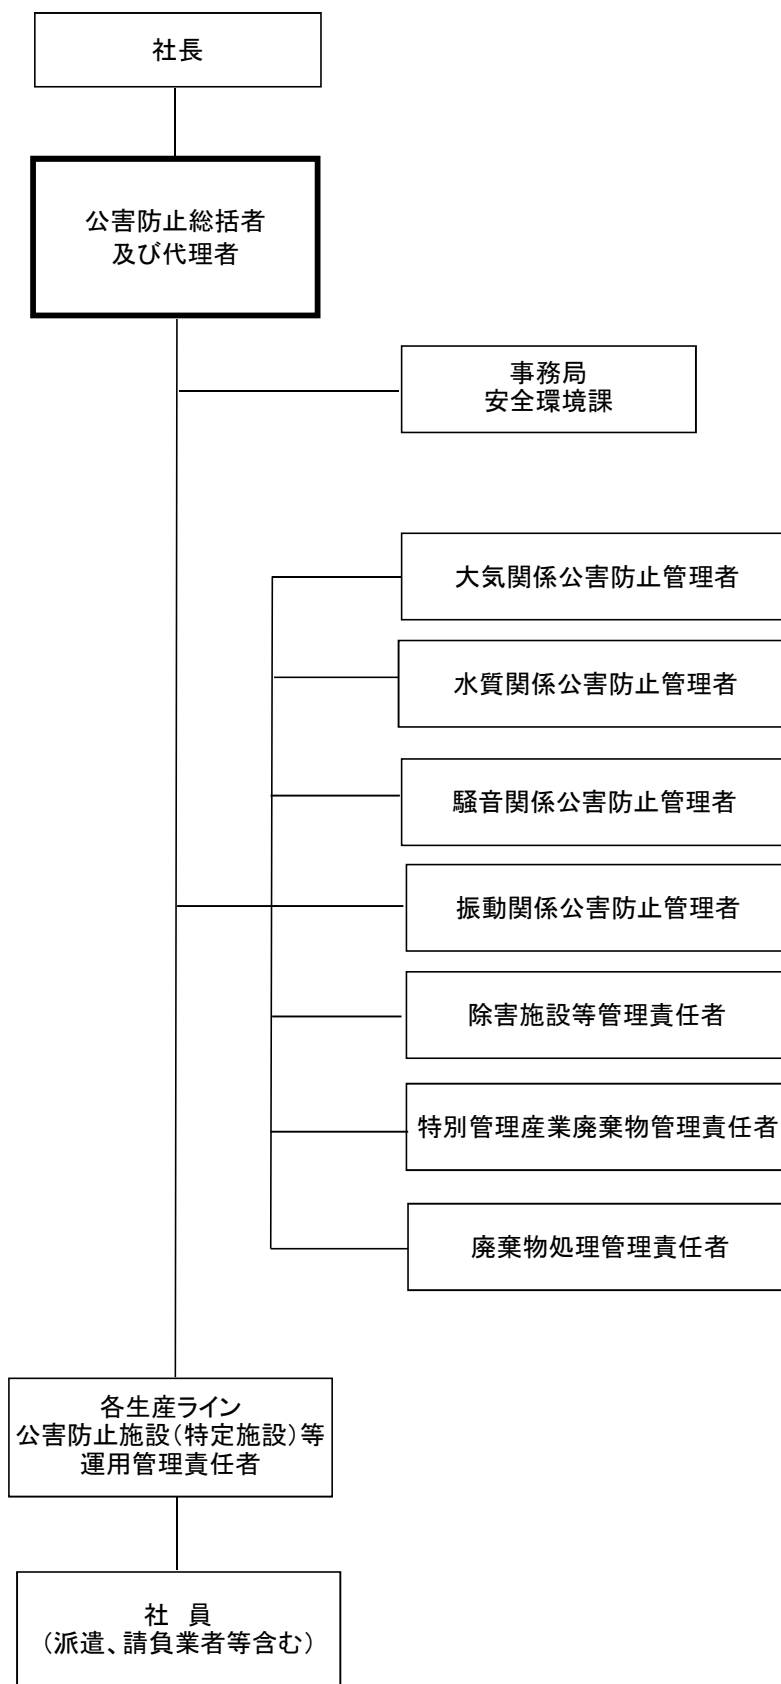 社長
公害防止総括者
及び代理者
事務局
安全環境課
大気関係公害防止管理者
水質関係公害防止管理者
騒音関係公害防止管理者
振動関係公害防止管理者
除害施設等管理責任者
特別管理産業廃棄物管理責任者
廃棄物処理管理責任者
各生産ライン
公害防止施設(特定施設)等
運用管理責任者
社　員
(派遣、請負業者等含む)